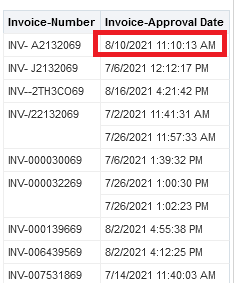 Invoice-Number Invoice-Approval Date
INV- A2132069 8/10/2021 11:10:13 AM
INV- J2132069 7/6/2021 12:12:17 PM
INV--2TH3CO69 8/16/2021 4:21:42 PM
INV-/22132069 7/2/2021 11:41:31 AM
7/26/2021 11:57:33 AM
INV-000030069 7/6/2021 1:39:32 PM
INV-000032269 7/26/2021 1:00:30 PM
7/26/2021 1:02:23 PM
INV-000139669 8/2/2021 4:55:38 PM
INV-006439569 8/2/2021 4:12:25 PM
INV-007531869 7/14/2021 11:40:03 AM